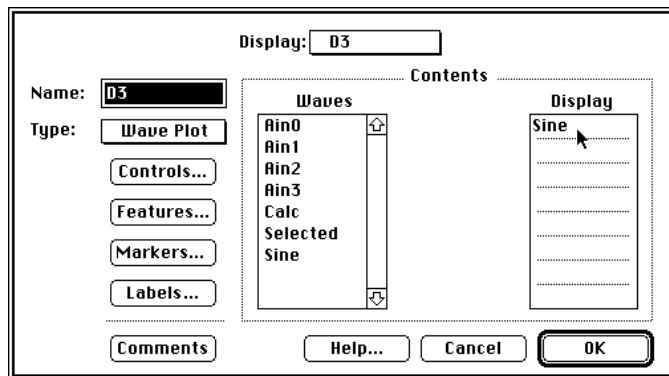 Display: D3
Contents
Name: D3
Type: Wave Plot
Controls...
Features...
Markers...
Labels...
Comments
Waves
Ain0
Ain1
Ain2
Ain3
Calc
Selected
Sine
Display
Sine
Help...
Cancel
OK